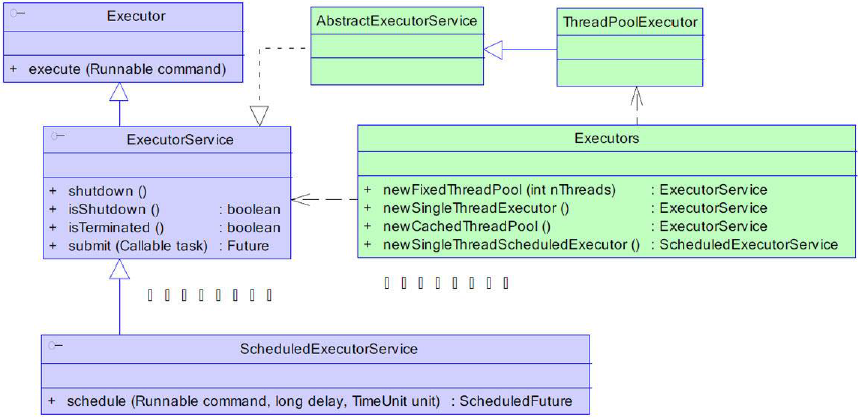 Executor
+ execute (Runnable command)
AbstractExecutorService
ThreadPoolExecutor
ExecutorService
+ shutdown ()
+ isShutdown () : boolean
+ isTerminated () : boolean
+ submit (Callable task) : Future
Executors
+ newFixedThreadPool (int nThreads) : ExecutorService
+ newSingleThreadExecutor () : ExecutorService
+ newCachedThreadPool () : ExecutorService
+ newSingleThreadScheduledExecutor () : ScheduledExecutorService
ScheduledExecutorService
+ schedule (Runnable command, long delay, TimeUnit unit) : ScheduledFuture